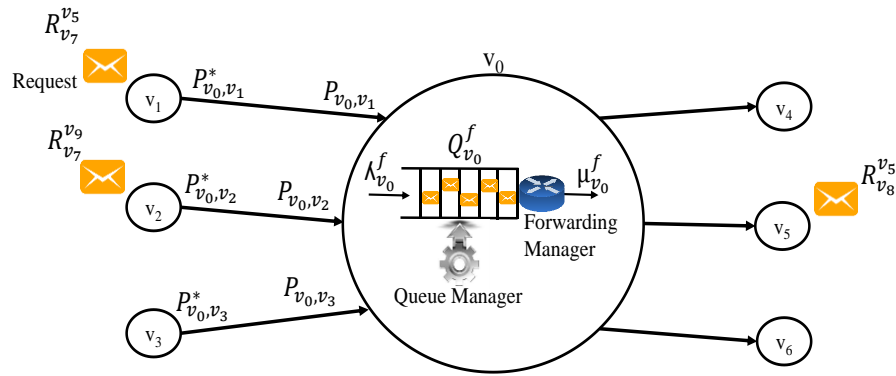 R_{v_7}^{v_5}
Request
v_1
P^*_{v_0,v_1}
P_{v_0,v_1}
v_0
v_4
R_{v_7}^{v_9}
v_2
P^*_{v_0,v_2}
P_{v_0,v_2}
λ_{v_0}^f
Q_{v_0}^f
μ_{v_0}^f
Forwarding
Manager
Queue Manager
v_5
R_{v_8}^{v_5}
v_3
P^*_{v_0,v_3}
P_{v_0,v_3}
v_6